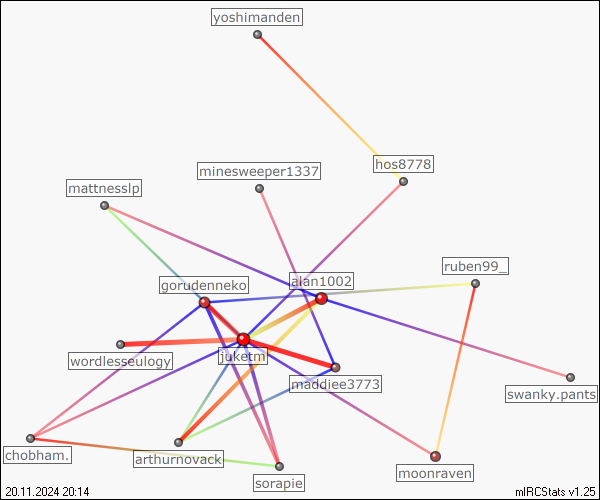 yoshimanden
hos8778
minesweeper1337
mattnesslp
ruben99_
alan1002
gorudenneko
juketm
wordlesseulogy
maddiee3773
swanky.pants
chobham.
arthurnovack
moonraven
sorapie
20.11.2024 20:14
mIRCStats v1.25